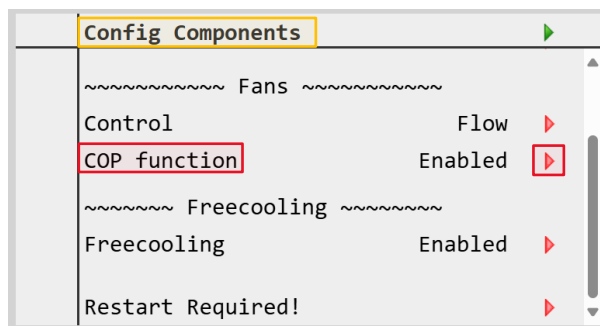 Config Components
~~~~~~~~~~~ Fans ~~~~~~~~~~~
Control Flow
COP function Enabled
~~~~~~ Freecooling ~~~~~~~~
Freecooling Enabled
Restart Required!